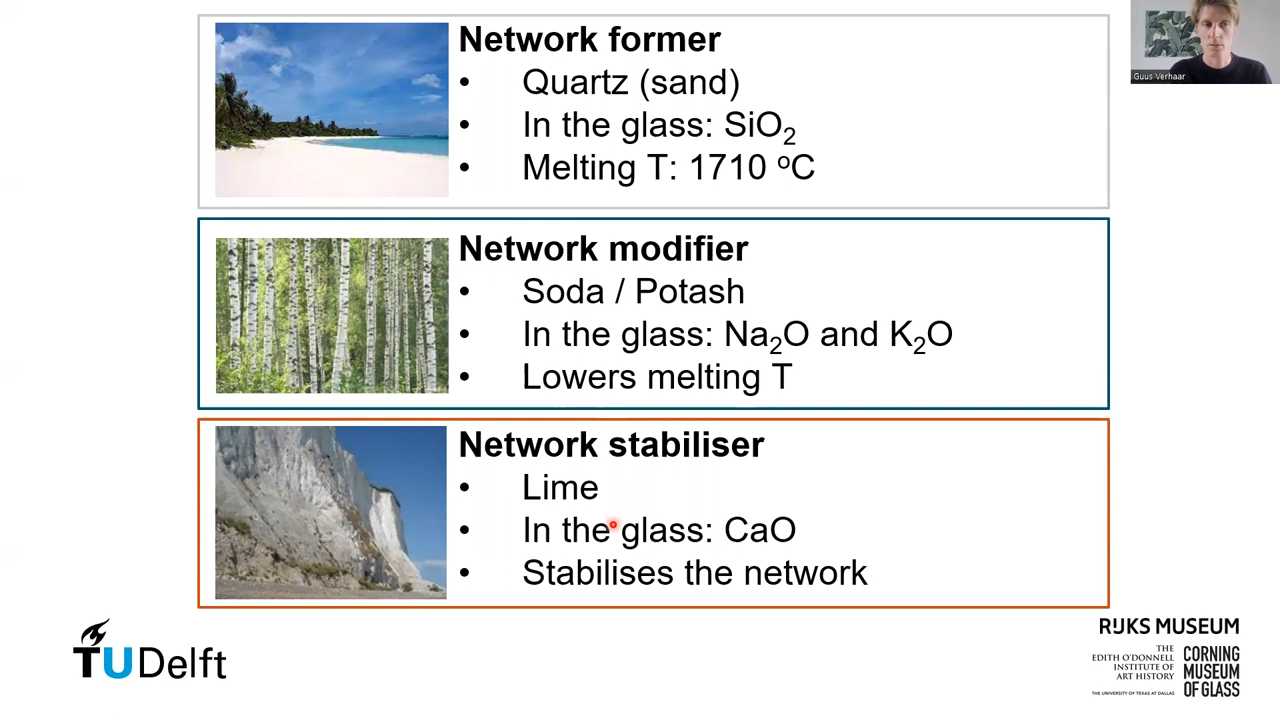 Network former
• Quartz (sand)
• In the glass: SiO₂
• Melting T: 1710 ºC
Guus Verhaar
Network modifier
• Soda / Potash
• In the glass: Na₂O and K₂O
• Lowers melting T
Network stabiliser
• Lime
• In the glass: CaO
• Stabilises the network
TU Delft
RIJKS MUSEUM
THE
EDITH O'DONNELL
INSTITUTE OF
ART HISTORY
THE UNIVERSITY OF TEXAS AT DALLAS
CORNING
MUSEUM
OF GLASS